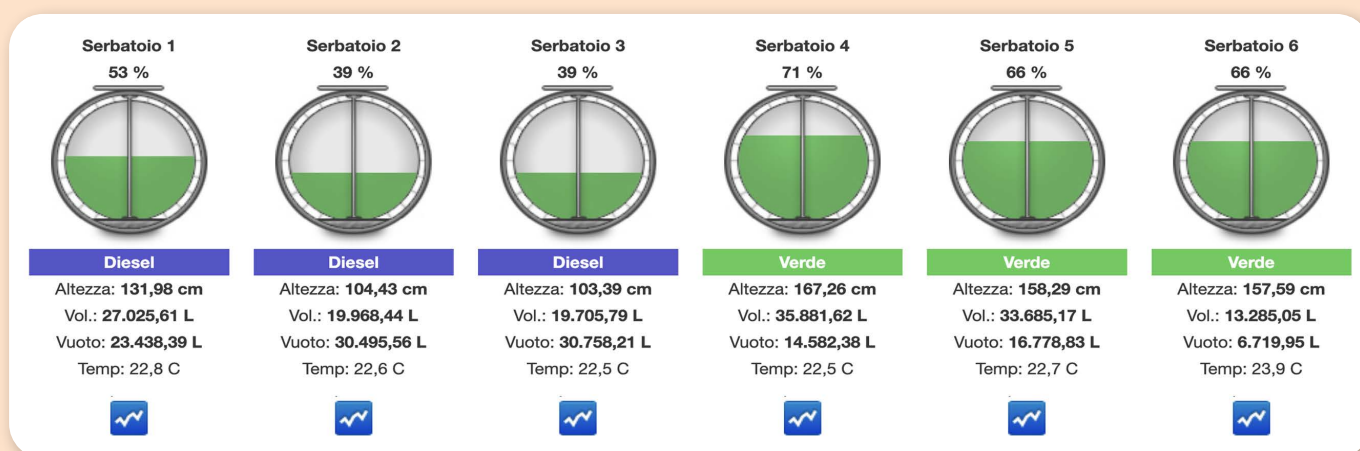 Serbatoio 1
53 %
Diesel
Altezza: 131,98 cm
Vol.: 27.025,61 L
Vuoto: 23.438,39 L
Temp: 22,8 C
Serbatoio 2
39 %
Diesel
Altezza: 104,43 cm
Vol.: 19.968,44 L
Vuoto: 30.495,56 L
Temp: 22,6 C
Serbatoio 3
39 %
Diesel
Altezza: 103,39 cm
Vol.: 19.705,79 L
Vuoto: 30.758,21 L
Temp: 22,5 C
Serbatoio 4
71 %
Verde
Altezza: 167,26 cm
Vol.: 35.881,62 L
Vuoto: 14.582,38 L
Temp: 22,5 C
Serbatoio 5
66 %
Verde
Altezza: 158,29 cm
Vol.: 33.685,17 L
Vuoto: 16.778,83 L
Temp: 22,7 C
Serbatoio 6
66 %
Verde
Altezza: 157,59 cm
Vol.: 13.285,05 L
Vuoto: 6.719,95 L
Temp: 23,9 C